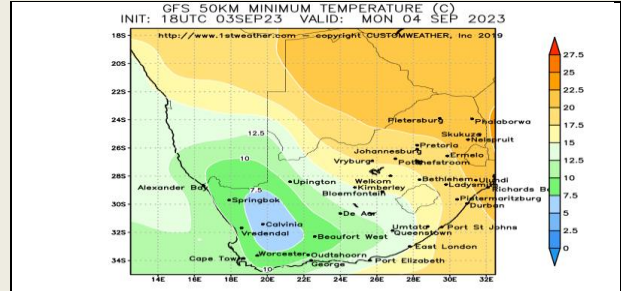 GFS 50KM MINIMUM TEMPERATURE (C)
INIT: 18UTC 03SEP23 VALID: MON 04 SEP 2023
http://www.1stweather.com — copyright CUSTOMWEATHER, Inc 2019
18S
20S
22S
24S
26S
28S
30S
32S
34S
14E
16E
18E
20E
22E
24E
26E
28E
30E
32E
27.5
25
22.5
20
17.5
15
12.5
10
7.5
5
2.5
0
12.5
10
7.5
10
Pietersburg
Phalaborwa
Skukuza
Nelspruit
Pretoria
Johannesburg
Ermelo
Vryburg
Potchefstroom
Welkom
Bethlehem
Ulundi
Upington
Kimberley
Ladysmith
Richards B
Alexander Bay
Bloemfontein
Springbok
Pietermaritzburg
Durban
De Aar
Calvinia
Vredendal
Umtata
Port St Johns
Queenstown
Beaufort West
East London
Worcester
Oudtshoorn
Cape Town
George
Port Elizabeth